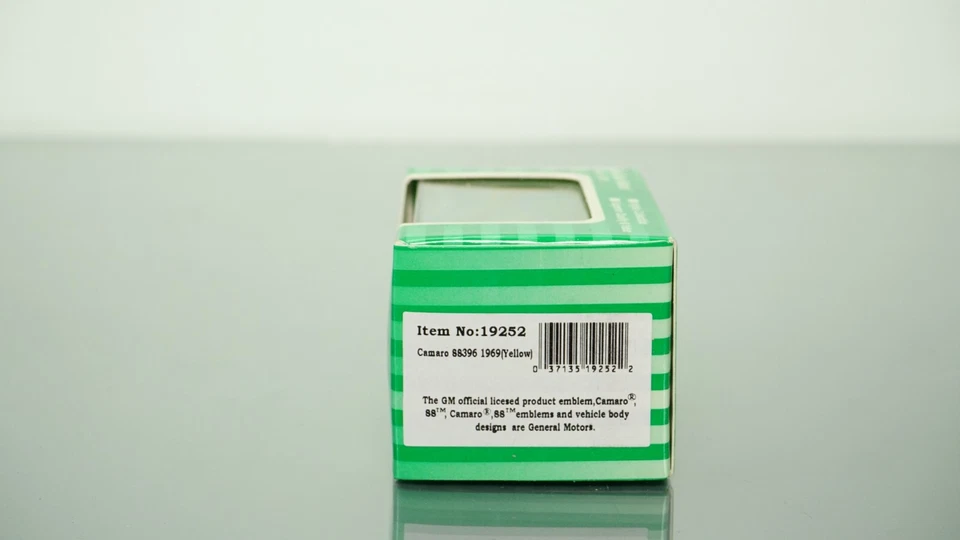 Item No:19252
Camaro 88396 1969(Yellow)
0 37135 19252 2
The GM official licesed product emblem,Camaro®,
88™, Camaro®,88™emblems and vehicle body
designs are General Motors.